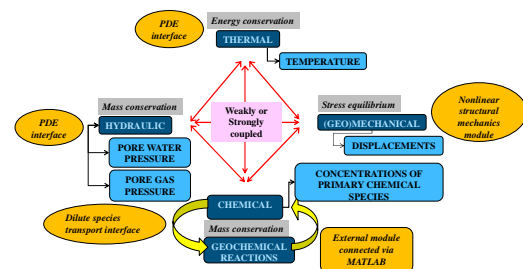 PDE
interface
Energy conservation
THERMAL
TEMPERATURE
Mass conservation
HYDRAULIC
PORE WATER
PRESSURE
PORE GAS
PRESSURE
PDE
interface
Weakly or
Strongly
coupled
Stress equilibrium
(GEO)MECHANICAL
DISPLACEMENTS
Nonlinear
structural
mechanics
module
CHEMICAL
CONCENTRATIONS OF
PRIMARY CHEMICAL
SPECIES
Mass conservation
GEOCHEMICAL
REACTIONS
Dilute species
transport interface
External module
connected via
MATLAB